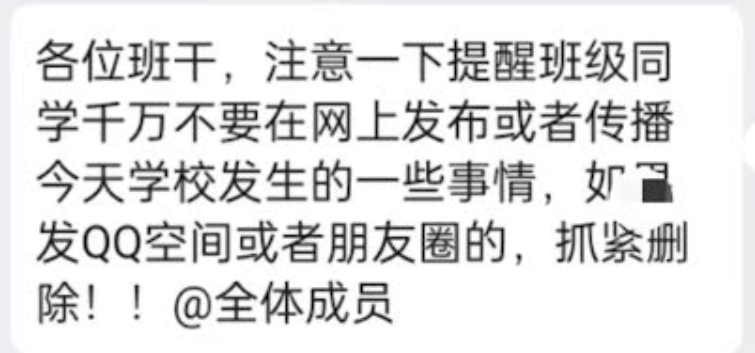 各位班干，注意一下提醒班级同
学千万不要在网上发布或者传播
今天学校发生的一些事情，如
发QQ空间或者朋友圈的，抓紧删
除！！@全体成员